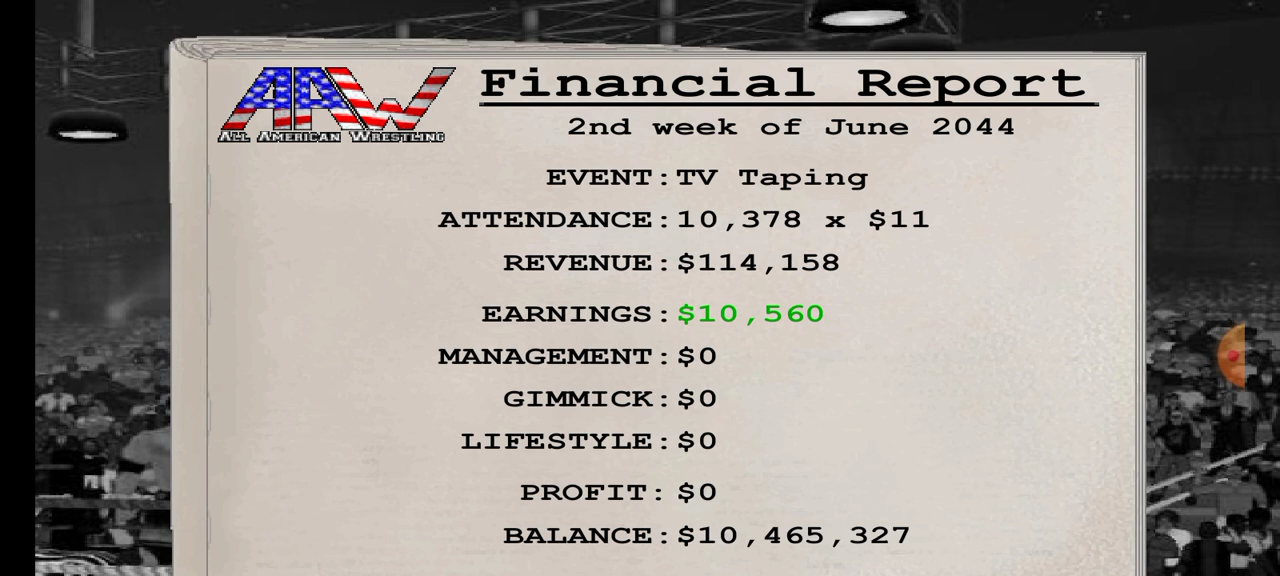 AAW
ALL AMERICAN WRESTLING
Financial Report
2nd week of June 2044
EVENT: TV Taping
ATTENDANCE: 10,378 x $11
REVENUE: $114,158
EARNINGS: $10,560
MANAGEMENT: $0
GIMMICK: $0
LIFESTYLE: $0
PROFIT: $0
BALANCE: $10,465,327